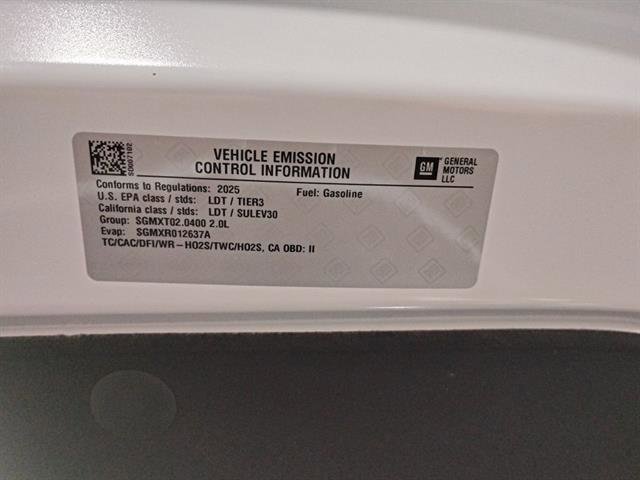 VEHICLE EMISSION
CONTROL INFORMATION
GM
GENERAL
MOTORS
LLC
Conforms to Regulations: 2025
Fuel: Gasoline
U.S. EPA class / stds: LDT / TIER3
California class / stds: LDT / SULEV30
Group: SGMXT02.0400 2.0L
Evap: SGMXR012637A
TC/CAC/DFI/WR-HO2S/TWC/HO2S, CA OBD: II